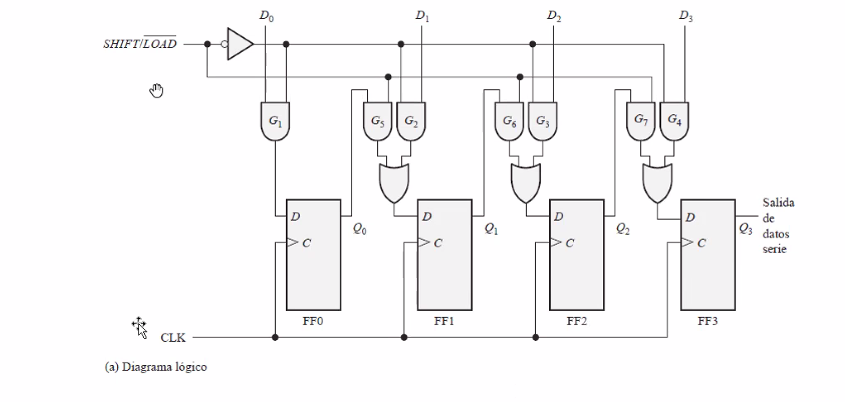 D₀ D₁ D₂ D₃
SHIFT/L̅O̅A̅D̅
G₁ G₅ G₂ G₆ G₃ G₇ G₄
D D D D
Q₀ Q₁ Q₂ Q₃
C C C C
Salida
de
datos
serie
FF0 FF1 FF2 FF3
CLK
(a) Diagrama lógico